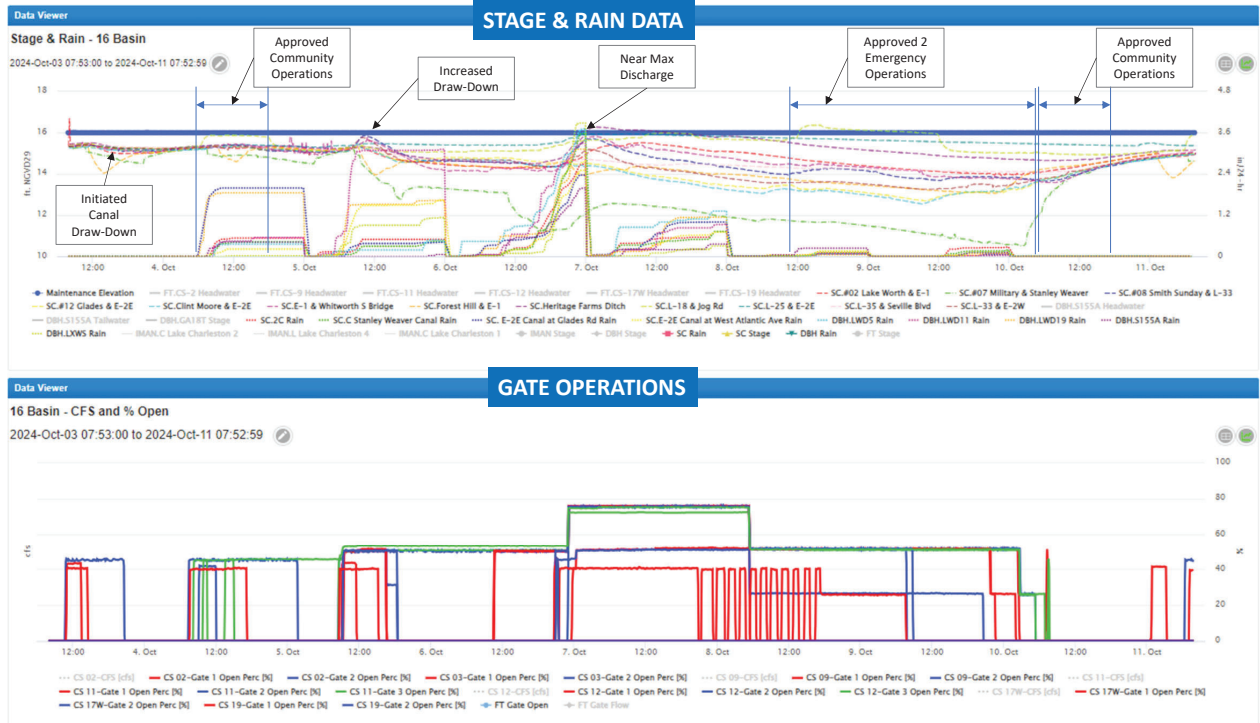 Data Viewer
STAGE & RAIN DATA
Stage & Rain - 16 Basin
2024-Oct-03 07:53:00 to 2024-Oct-11 07:52:59
Approved
Community
Operations
Increased
Draw-Down
Near Max
Discharge
Approved 2
Emergency
Operations
Approved
Community
Operations
Initiated
Canal
Draw-Down
18
16
14
12
10
ft. NGVD29
4.8
3.6
2.4
1.2
0
in/24-hr
12:00 4. Oct 12:00 5. Oct 12:00 6. Oct 12:00 7. Oct 12:00 8. Oct 12:00 9. Oct 12:00 10. Oct 12:00 11. Oct
Maintenance Elevation FT.CS-2 Headwater FT.CS-9 Headwater FT.CS-11 Headwater FT.CS-12 Headwater FT.CS-17W Headwater FT.CS-19 Headwater SC.#02 Lake Worth & E-1 SC.#07 Military & Stanley Weaver SC.#08 Smith Sunday & L-33
SC.#12 Glades & E-2E SC.Clint Moore & E-2E SC.E-1 & Whitworth S Bridge SC.Forest Hill & E-1 SC.Heritage Farms Ditch SC.L-18 & Jog Rd SC.L-25 & E-2E SC.L-35 & Seville Blvd SC.L-33 & E-2W DBH.S155A Headwater
DBH.S155A Tailwater DBH.GA18T Stage SC.2C Rain SC.C Stanley Weaver Canal Rain SC. E-2E Canal at Glades Rd Rain SC.E-2E Canal at West Atlantic Ave Rain DBH.LWD5 Rain DBH.LWD11 Rain DBH.LWD19 Rain DBH.S155A Rain
DBH.LXWS Rain IMAN.C Lake Charleston 2 IMAN.L Lake Charleston 4 IMAN.C Lake Charleston 1 IMAN Stage DBH Stage SC Rain SC Stage DBH Rain FT Stage
Data Viewer
GATE OPERATIONS
16 Basin - CFS and % Open
2024-Oct-03 07:53:00 to 2024-Oct-11 07:52:59
cfs
100
80
60
40
20
0
%
12:00 4. Oct 12:00 5. Oct 12:00 6. Oct 12:00 7. Oct 12:00 8. Oct 12:00 9. Oct 12:00 10. Oct 12:00 11. Oct
CS 02-CFS [cfs] CS 02-Gate 1 Open Perc [%] CS 02-Gate 2 Open Perc [%] CS 03-Gate 1 Open Perc [%] CS 03-Gate 2 Open Perc [%] CS 09-CFS [cfs] CS 09-Gate 1 Open Perc [%] CS 09-Gate 2 Open Perc [%] CS 11-CFS [cfs]
CS 11-Gate 1 Open Perc [%] CS 11-Gate 2 Open Perc [%] CS 11-Gate 3 Open Perc [%] CS 12-CFS [cfs] CS 12-Gate 1 Open Perc [%] CS 12-Gate 2 Open Perc [%] CS 12-Gate 3 Open Perc [%] CS 17W-CFS [cfs] CS 17W-Gate 1 Open Perc [%]
CS 17W-Gate 2 Open Perc [%] CS 19-Gate 1 Open Perc [%] CS 19-Gate 2 Open Perc [%] FT Gate Open FT Gate Flow